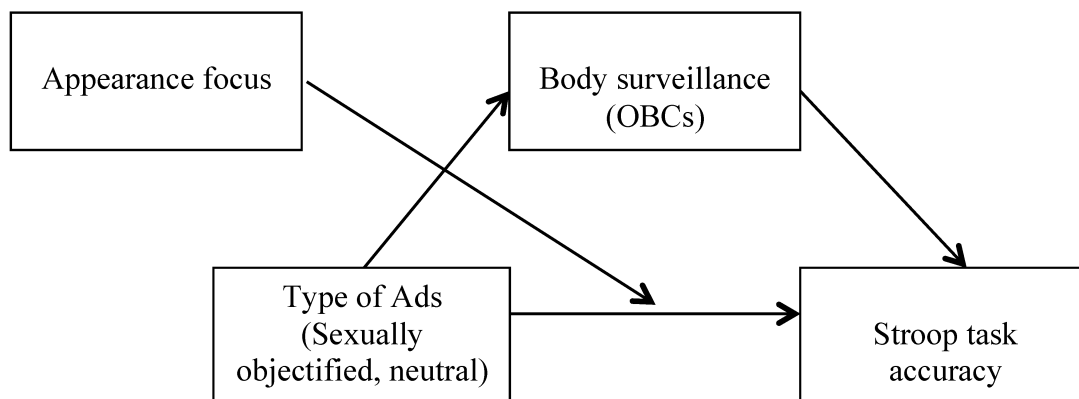 Appearance focus
Body surveillance
(OBCs)
Type of Ads
(Sexually
objectified, neutral)
Stroop task
accuracy